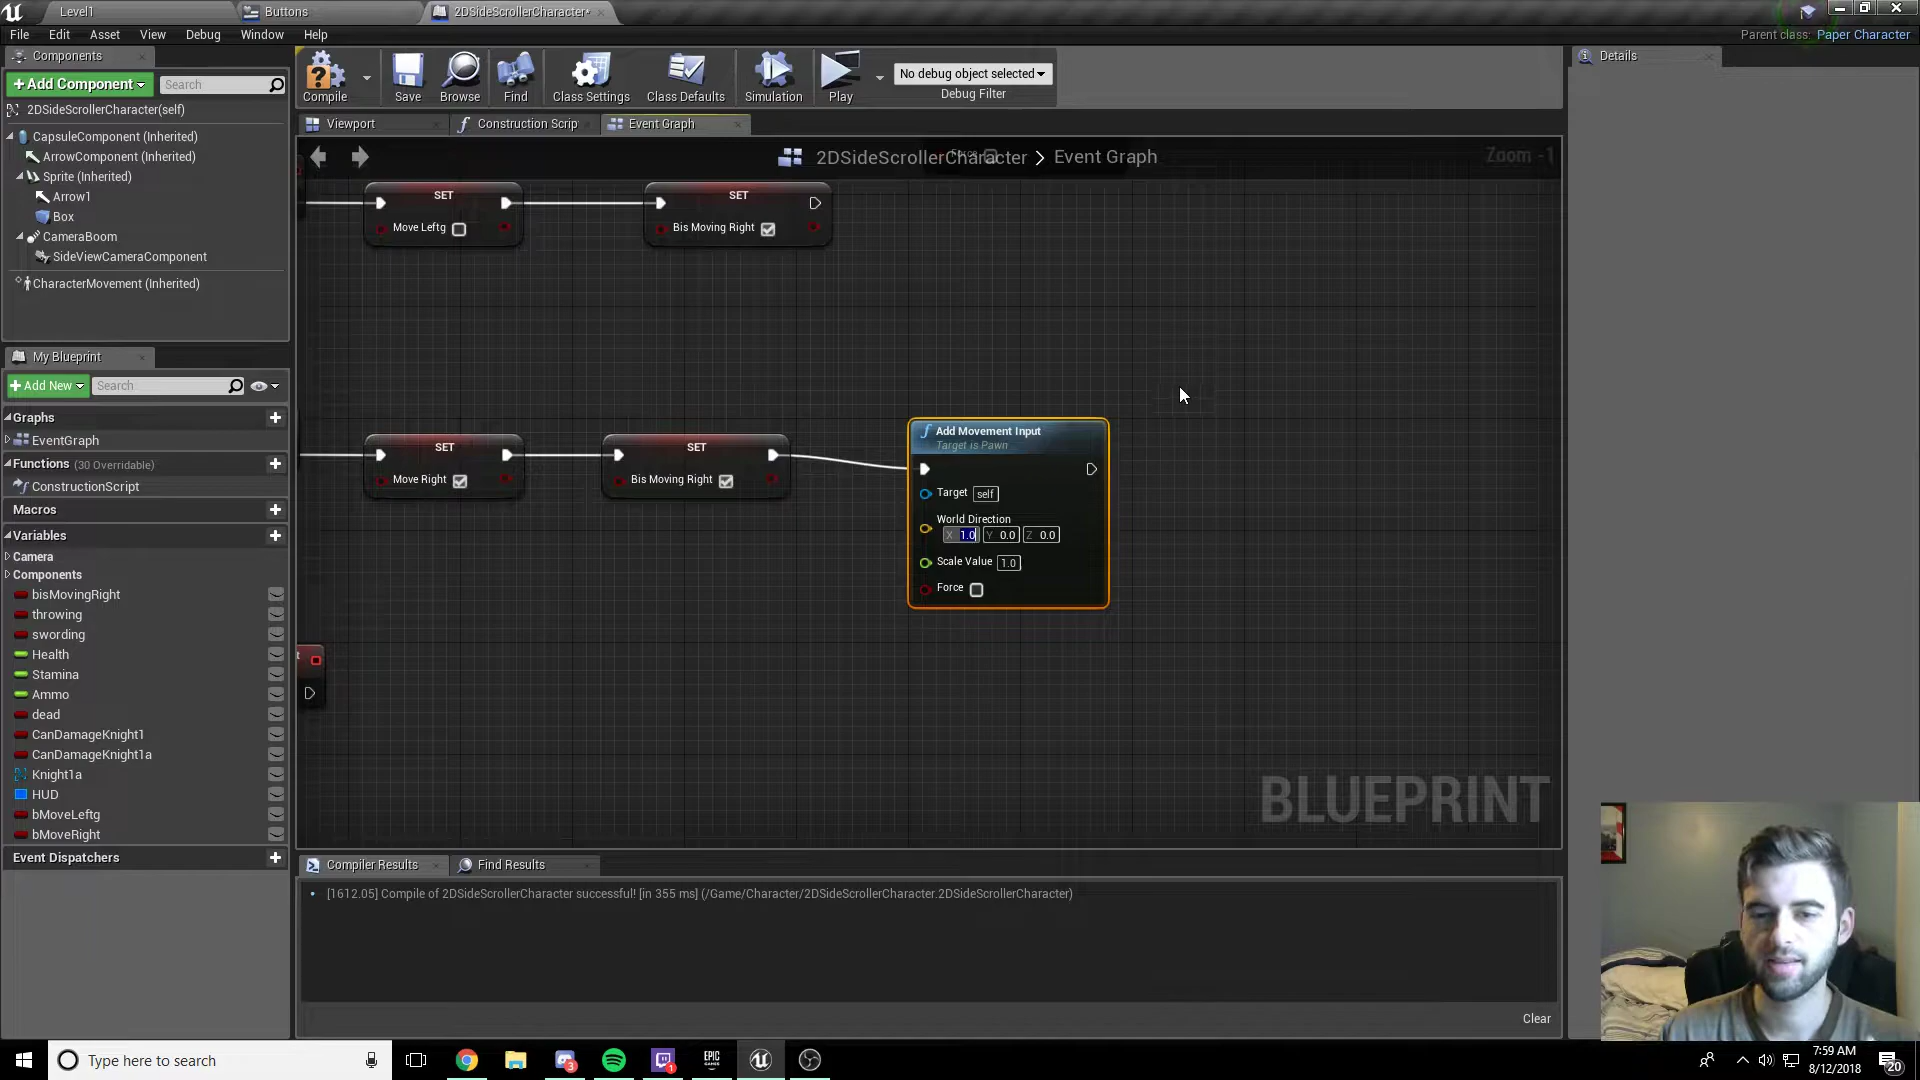 Level1
Buttons
2DSideScrollerCharacter*
File Edit Asset View Debug Window Help
Parent class: Paper Character
Components
+Add Component
Search
2DSideScrollerCharacter(self)
CapsuleComponent (Inherited)
ArrowComponent (Inherited)
Sprite (Inherited)
Arrow1
Box
CameraBoom
SideViewCameraComponent
CharacterMovement (Inherited)
Compile
Save
Browse
Find
Class Settings
Class Defaults
Simulation
Play
No debug object selected
Debug Filter
Details
Viewport
Construction Scrip
Event Graph
2DSideScrollerCharacter > Event Graph
Zoom -1
SET
Move Leftg
SET
Bis Moving Right
SET
Move Right
SET
Bis Moving Right
Add Movement Input
Target is Pawn
Target self
World Direction
X 1.0 Y 0.0 Z 0.0
Scale Value 1.0
Force
BLUEPRINT
My Blueprint
+Add New
Search
Graphs
EventGraph
Functions (30 Overridable)
ConstructionScript
Macros
Variables
Camera
Components
bisMovingRight
throwing
swording
Health
Stamina
Ammo
dead
CanDamageKnight1
CanDamageKnight1a
Knight1a
HUD
bMoveLeftg
bMoveRight
Event Dispatchers
Compiler Results
Find Results
[1612.05] Compile of 2DSideScrollerCharacter successful! [in 355 ms] (/Game/Character/2DSideScrollerCharacter.2DSideScrollerCharacter)
Clear
Type here to search
3
1
EPIC
7:59 AM
8/12/2018
20